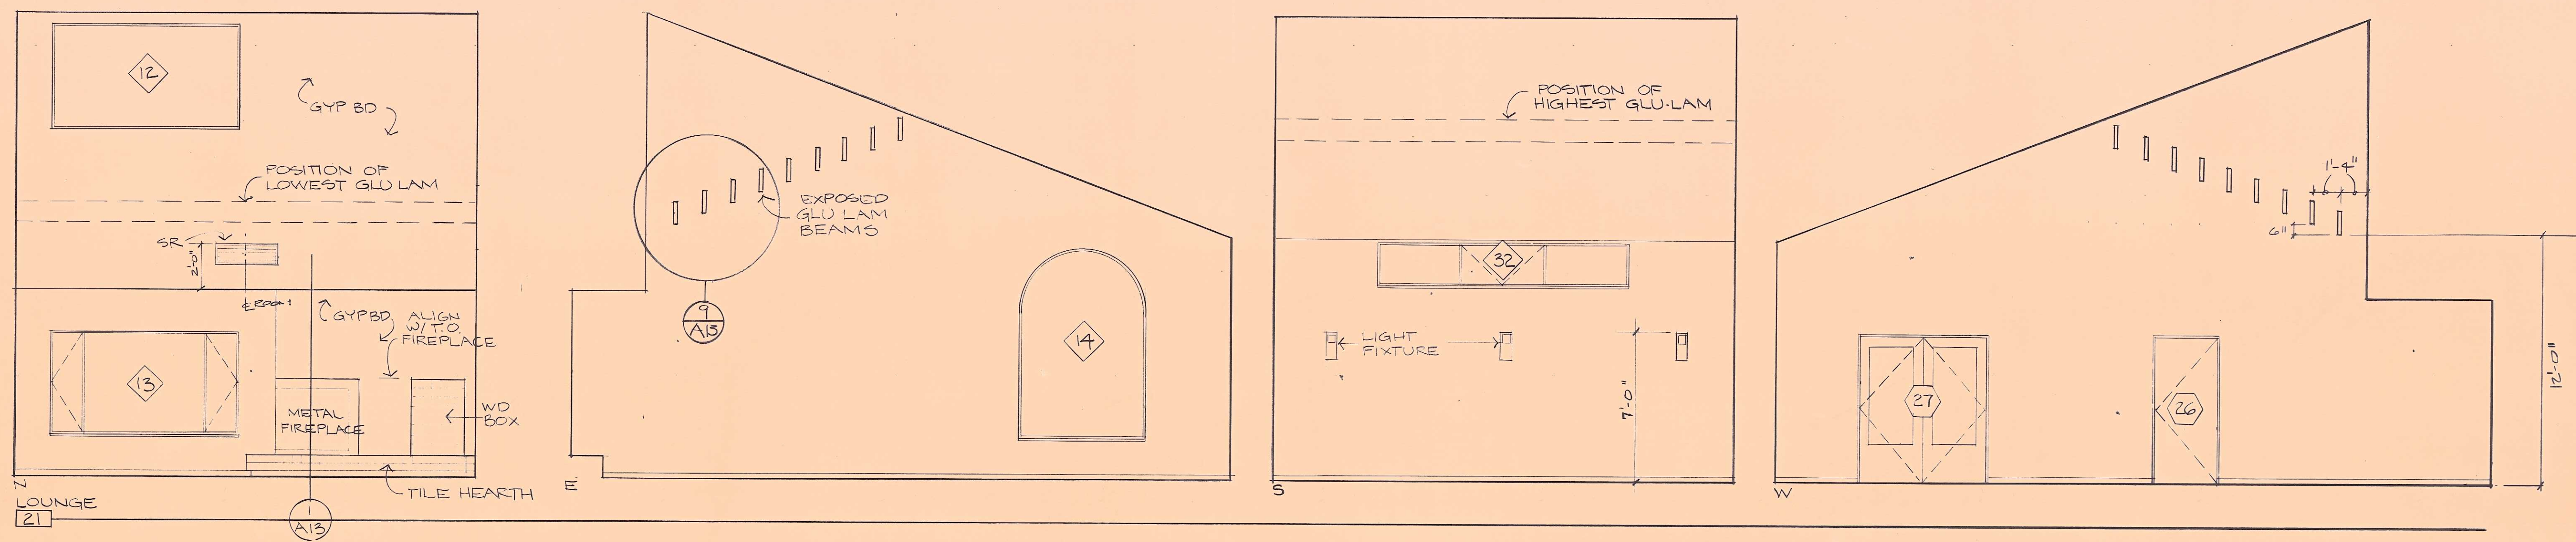 12
GYP BD
POSITION OF
LOWEST GLU LAM
SR
2'-0"
℄ ROOM
GYP BD
ALIGN
W/ T.O.
FIREPLACE
13
METAL
FIREPLACE
WD
BOX
TILE HEARTH
N
LOUNGE
21
1
A13
EXPOSED
GLU LAM
BEAMS
9
A15
14
E
POSITION OF
HIGHEST GLU-LAM
32
LIGHT
FIXTURE
7'-0"
S
1'-4"
6"
12'-0"
27
26
W